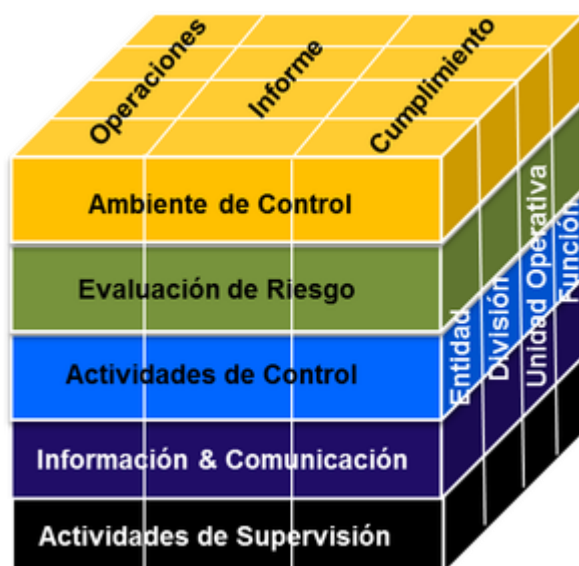 Operaciones
Informe
Cumplimiento
Ambiente de Control
Evaluación de Riesgo
Actividades de Control
Información & Comunicación
Actividades de Supervisión
Entidad
División
Unidad Operativa
Función